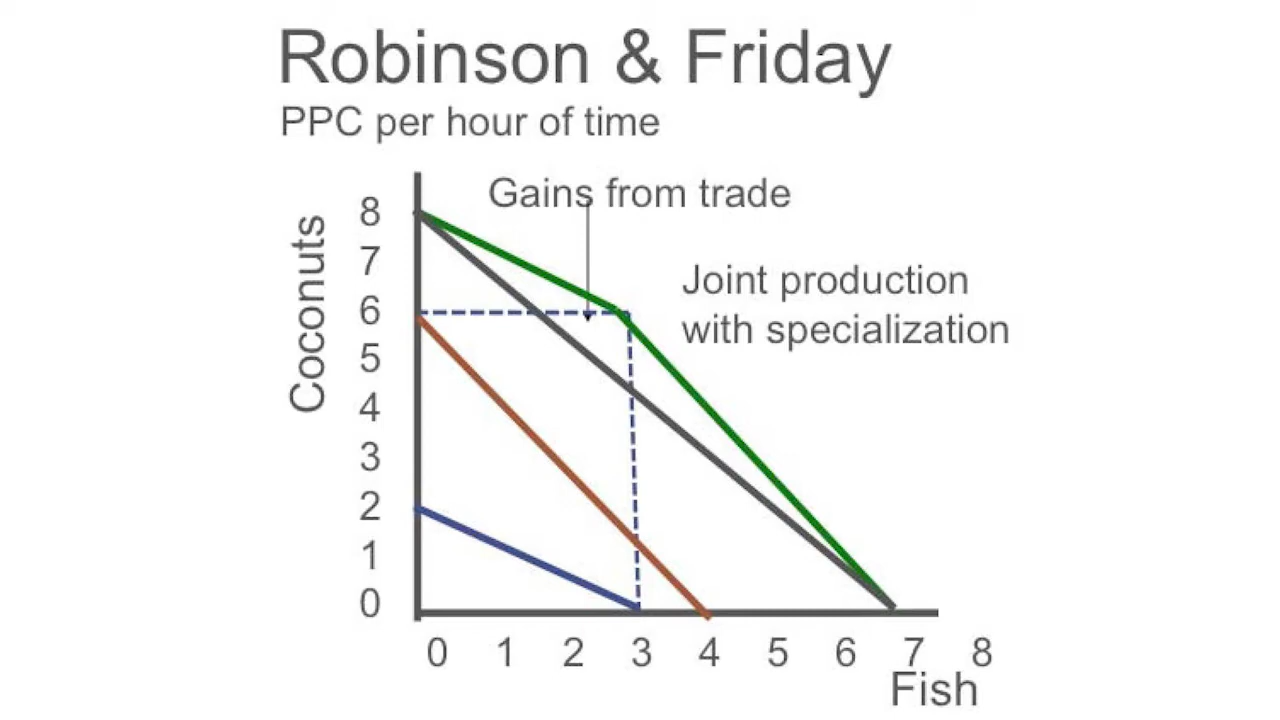 Robinson & Friday
PPC per hour of time
Gains from trade
Joint production
with specialization
Coconuts
8
7
6
5
4
3
2
1
0
0 1 2 3 4 5 6 7 8
Fish